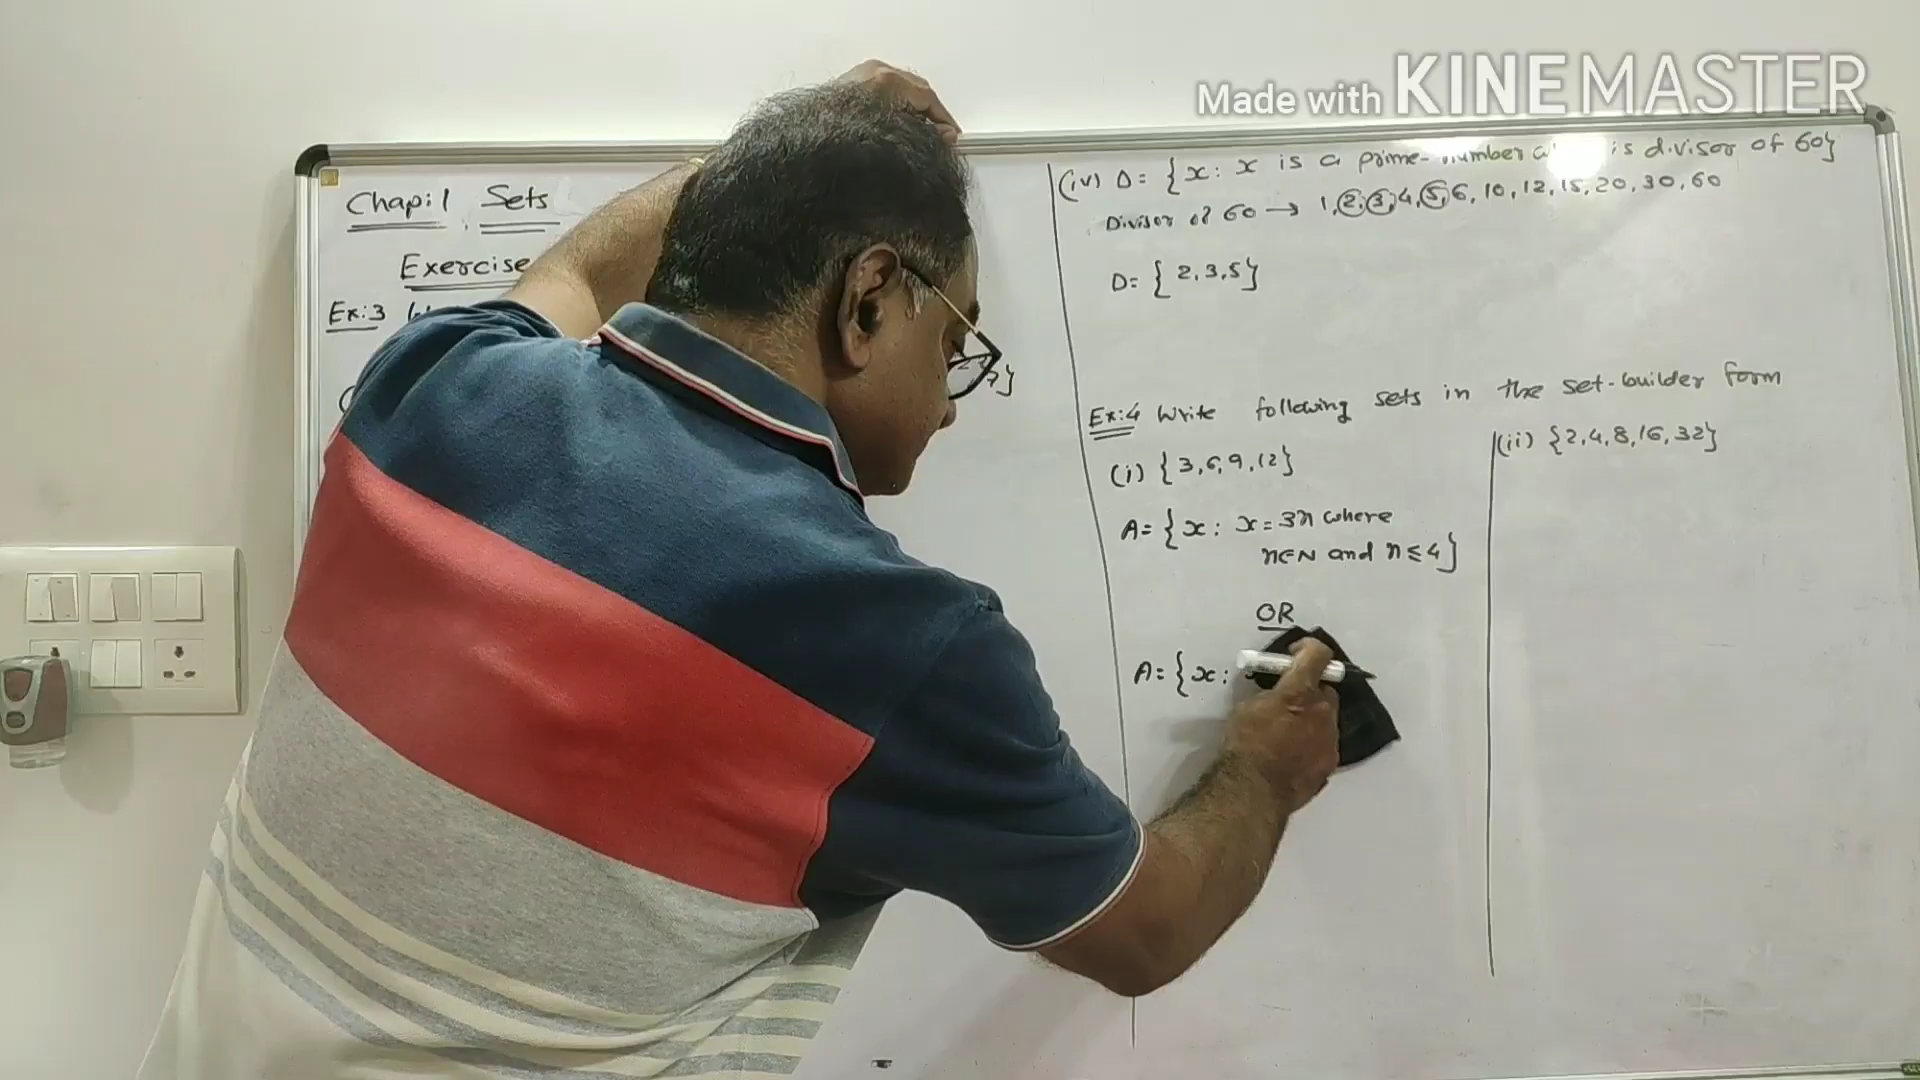 Made with KINEMASTER
Chap:1 Sets
Exercise
Ex:3
(iv) D= {x: x is a prime number is divisor of 60}
Divisor of 60 → 1, 2, 3, 4, 5, 6, 10, 12, 15, 20, 30, 60
D= { 2, 3, 5}
Ex:4 Write following sets in the set-builder form
(i) {3, 6, 9, 12}
(ii) {2, 4, 8, 16, 32}
A= {x: x=3n where
n∈N and n≤4}
OR
A= {x: